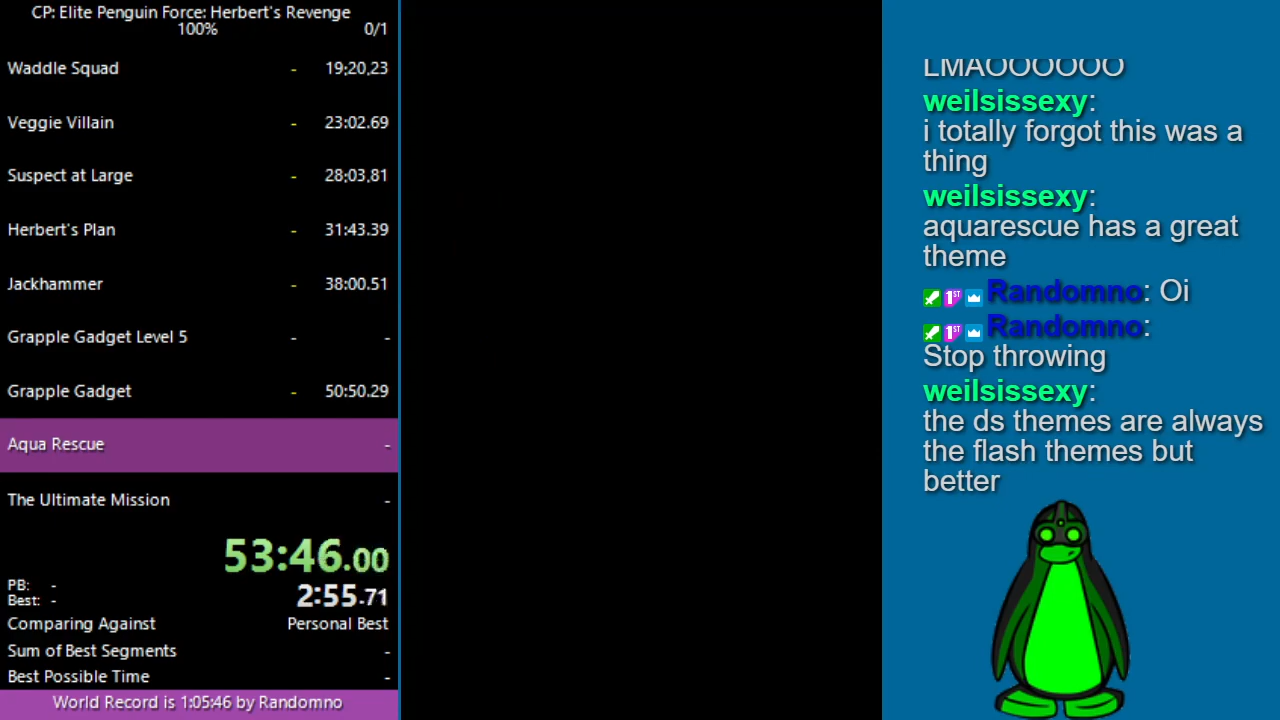 CP: Elite Penguin Force: Herbert's Revenge
100% 0/1
Waddle Squad - 19;20,23
Veggie Villain - 23:02.69
Suspect at Large - 28;03,81
Herbert's Plan - 31:43.39
Jackhammer - 38:00.51
Grapple Gadget Level 5 - -
Grapple Gadget - 50:50.29
Aqua Rescue -
The Ultimate Mission -
53:46.00
PB: -
Best: - 2:55.71
Comparing Against Personal Best
Sum of Best Segments -
Best Possible Time -
World Record is 1:05:46 by Randomno
LMAOOOOOO
weilsissexy:
i totally forgot this was a
thing
weilsissexy:
aquarescue has a great
theme
1ST Randomno: Oi
1ST Randomno:
Stop throwing
weilsissexy:
the ds themes are always
the flash themes but
better